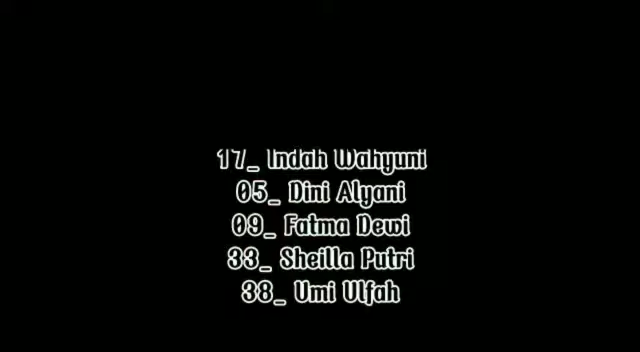 17_ Indah Wahyuni
05_ Dini Alyani
09_ Fatma Dewi
33_ Sheilla Putri
38_ Umi Ulfah